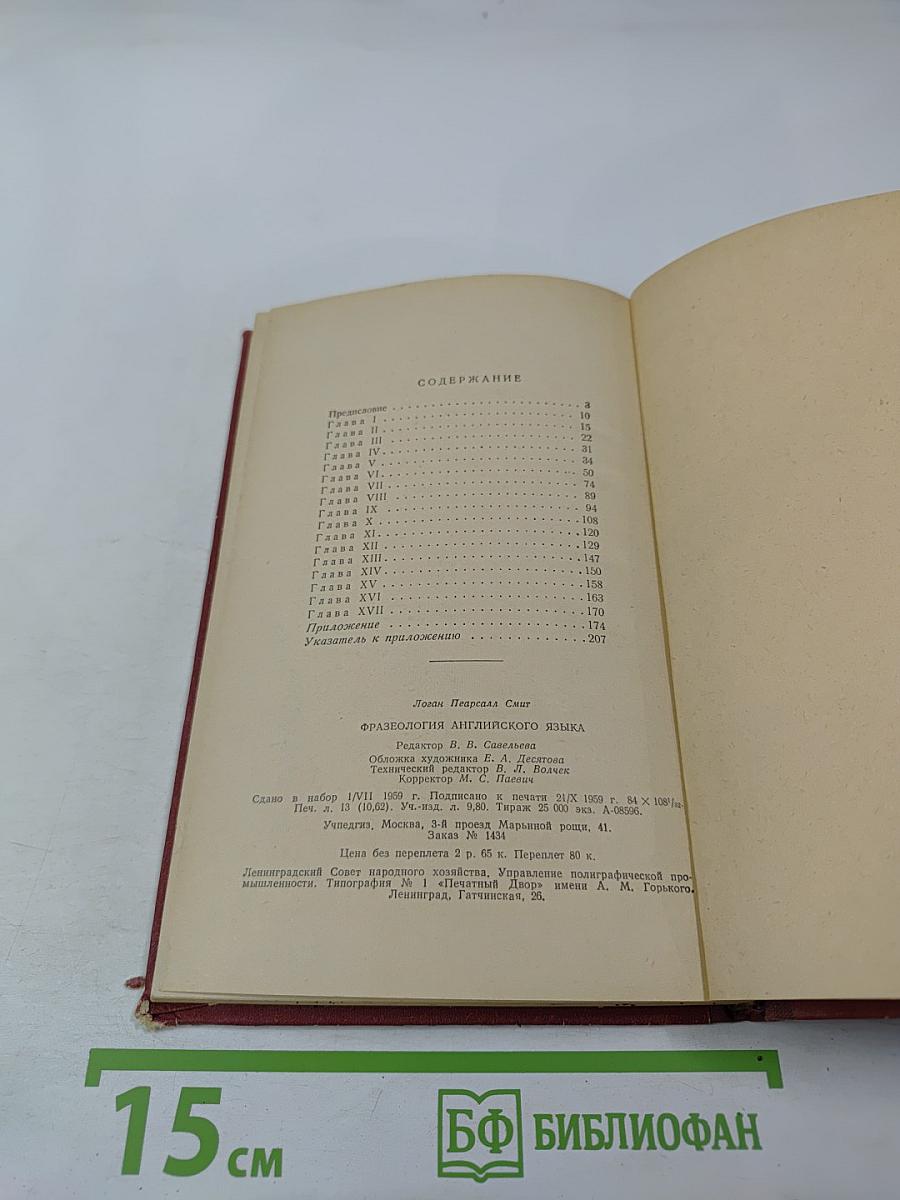 СОДЕРЖАНИЕ
Предисловие . . . . . . . . . . . . . . . . . . . . 3
Глава I . . . . . . . . . . . . . . . . . . . . 10
Глава II . . . . . . . . . . . . . . . . . . . . 15
Глава III . . . . . . . . . . . . . . . . . . . . 22
Глава IV . . . . . . . . . . . . . . . . . . . . 31
Глава V . . . . . . . . . . . . . . . . . . . . 34
Глава VI . . . . . . . . . . . . . . . . . . . . 50
Глава VII . . . . . . . . . . . . . . . . . . . . 74
Глава VIII . . . . . . . . . . . . . . . . . . . . 89
Глава IX . . . . . . . . . . . . . . . . . . . . 94
Глава X . . . . . . . . . . . . . . . . . . . . 108
Глава XI . . . . . . . . . . . . . . . . . . . . 120
Глава XII . . . . . . . . . . . . . . . . . . . . 129
Глава XIII . . . . . . . . . . . . . . . . . . . . 147
Глава XIV . . . . . . . . . . . . . . . . . . . . 150
Глава XV . . . . . . . . . . . . . . . . . . . . 158
Глава XVI . . . . . . . . . . . . . . . . . . . . 163
Глава XVII . . . . . . . . . . . . . . . . . . . . 170
Приложение . . . . . . . . . . . . . . . . . . 174
Указатель к приложению . . . . . . . . . . . . 207
Логан Пеарсалл Смит
ФРАЗЕОЛОГИЯ АНГЛИЙСКОГО ЯЗЫКА
Редактор В. В. Савельева
Обложка художника Е. А. Десятова
Технический редактор В. Л. Волчек
Корректор М. С. Паевич
Сдано в набор 1/VII 1959 г. Подписано к печати 21/X 1959 г. 84 × 108¹/₃₂.
Печ. л. 13 (10,62). Уч.-изд. л. 9,80. Тираж 25 000 экз. А-08596.
Учпедгиз. Москва, 3-й проезд Марьиной рощи, 41.
Заказ № 1434
Цена без переплета 2 р. 65 к. Переплет 80 к.
Ленинградский Совет народного хозяйства. Управление полиграфической про-
мышленности. Типография № 1 «Печатный Двор» имени А. М. Горького.
Ленинград, Гатчинская, 26.
15 см
БФ БИБЛИОФАН